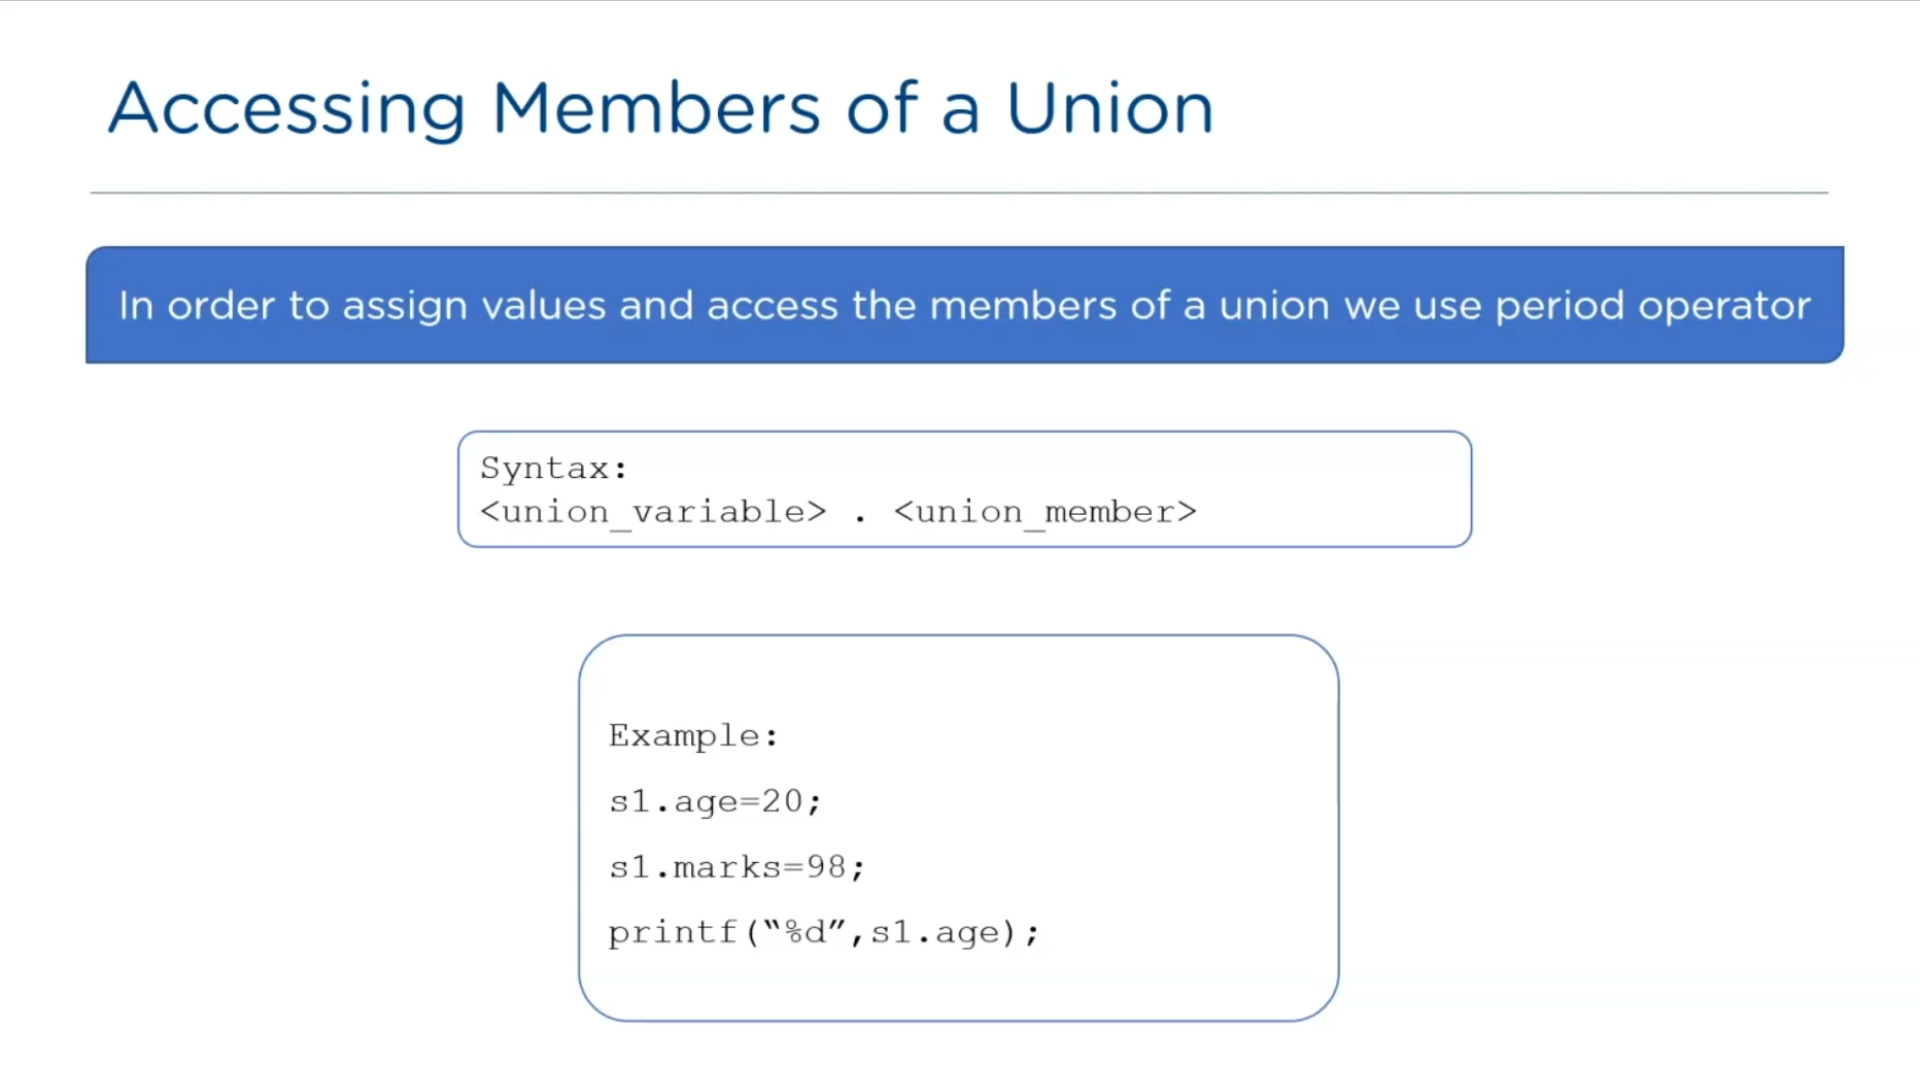 Accessing Members of a Union
In order to assign values and access the members of a union we use period operator
Syntax:
<union_variable> . <union_member>
Example:
s1.age=20;
s1.marks=98;
printf(“%d”,s1.age);